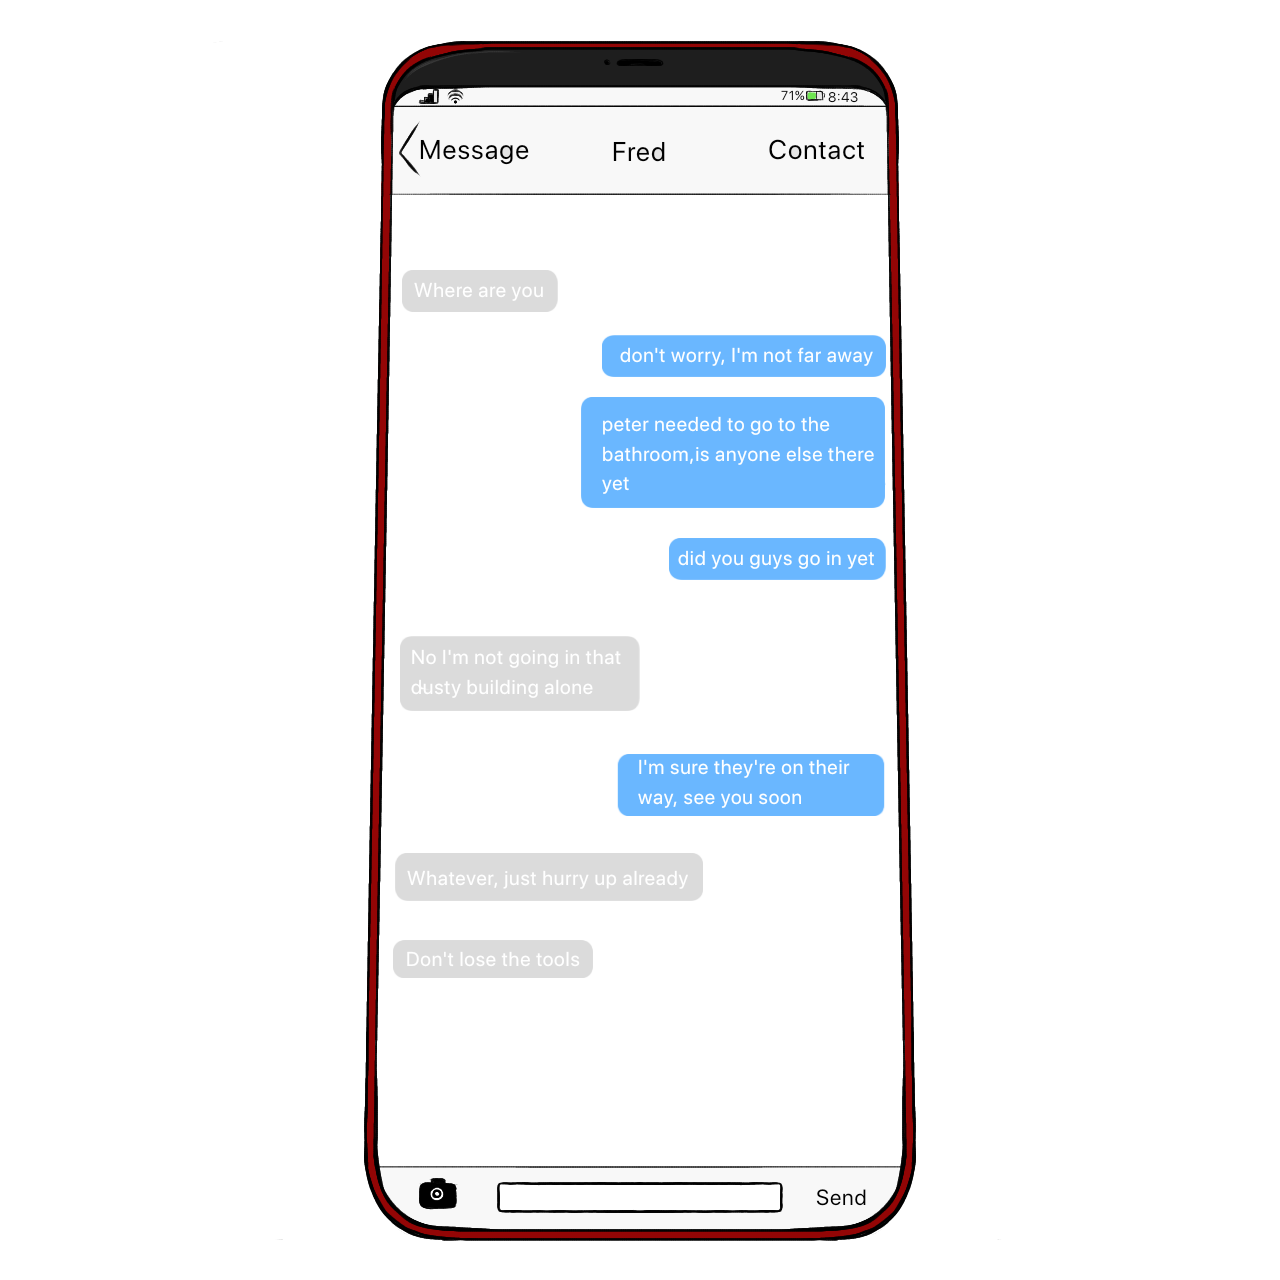 71% 8:43
Message Fred Contact
Where are you
don't worry, I'm not far away
peter needed to go to the
bathroom,is anyone else there
yet
did you guys go in yet
No I'm not going in that
dusty building alone
I'm sure they're on their
way, see you soon
Whatever, just hurry up already
Don't lose the tools
Send